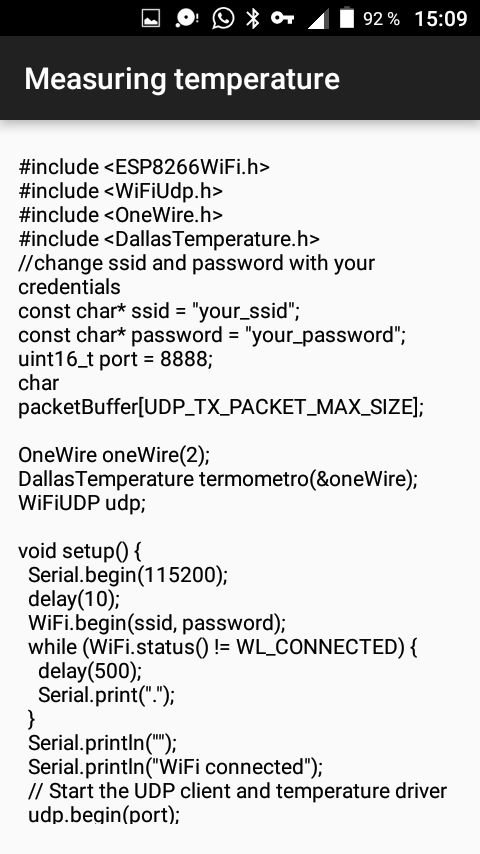 92 % 15:09
Measuring temperature
#include <ESP8266WiFi.h>
#include <WiFiUdp.h>
#include <OneWire.h>
#include <DallasTemperature.h>
//change ssid and password with your
credentials
const char* ssid = "your_ssid";
const char* password = "your_password";
uint16_t port = 8888;
char
packetBuffer[UDP_TX_PACKET_MAX_SIZE];

OneWire oneWire(2);
DallasTemperature termometro(&oneWire);
WiFiUDP udp;

void setup() {
  Serial.begin(115200);
  delay(10);
  WiFi.begin(ssid, password);
  while (WiFi.status() != WL_CONNECTED) {
    delay(500);
    Serial.print(".");
  }
  Serial.println("");
  Serial.println("WiFi connected");
  // Start the UDP client and temperature driver
  udp.begin(port);